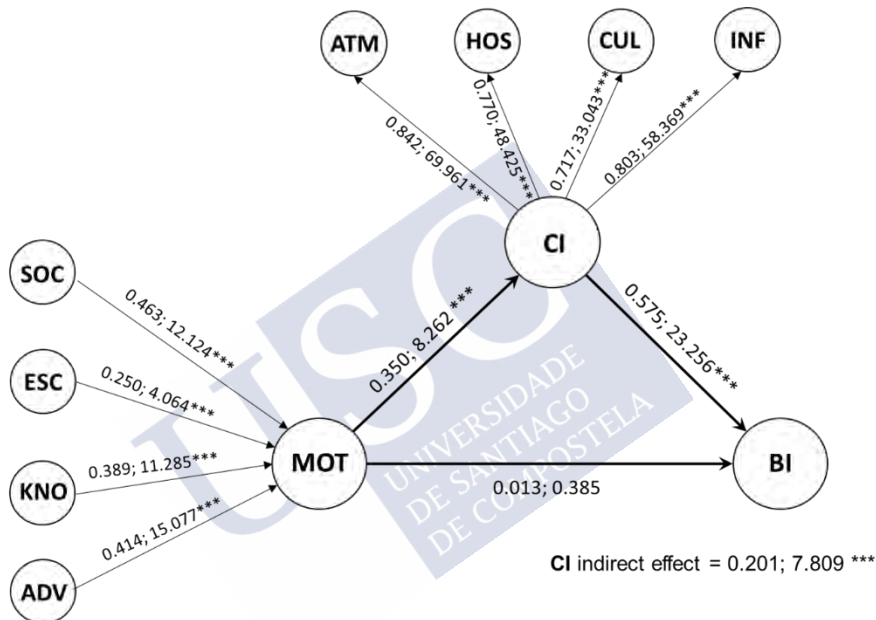 ATM
HOS
CUL
INF
0.842; 69.961***
0.770; 48.425***
0.717; 33.043***
0.803; 58.369***
CI
SOC
0.463; 12.124***
0.350; 8.262***
0.575; 23.256***
ESC
0.250; 4.064***
KNO
0.389; 11.285***
MOT
0.013; 0.385
BI
0.414; 15.077***
ADV
CI indirect effect = 0.201; 7.809 ***
USC
UNIVERSIDADE
DE SANTIAGO
DE COMPOSTELA